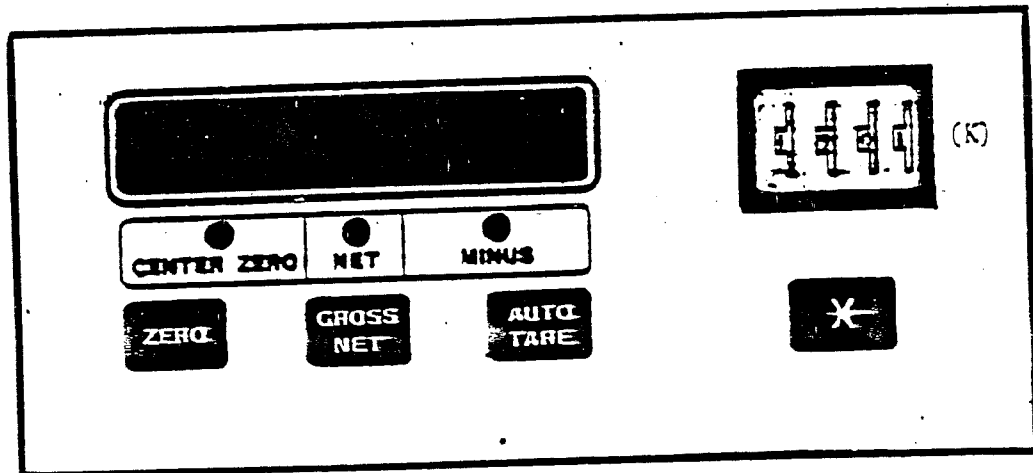 (K)
CENTER ZERO NET MINUS
ZERO
GROSS
NET
AUTO
TARE